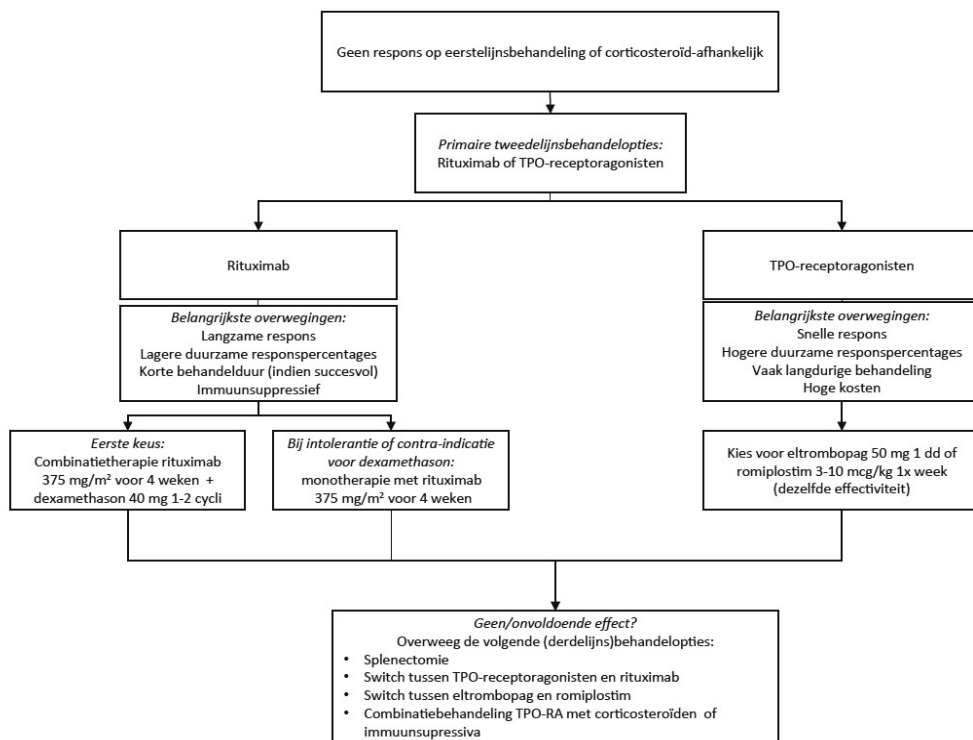 Geen respons op eerstelijnsbehandeling of corticosteroïd-afhankelijk
Primaire tweedelijnsbehandelopties:
Rituximab of TPO-receptoragonisten
Rituximab
TPO-receptoragonisten
Belangrijkste overwegingen:
Langzame respons
Lagere duurzame responspercentages
Korte behandelduur (indien succesvol)
Immuunsuppressief
Belangrijkste overwegingen:
Snelle respons
Hogere duurzame responspercentages
Vaak langdurige behandeling
Hoge kosten
Eerste keus:
Combinatietherapie rituximab
375 mg/m² voor 4 weken +
dexamethason 40 mg 1-2 cycli
Bij intolerantie of contra-indicatie
voor dexamethason:
monotherapie met rituximab
375 mg/m² voor 4 weken
Kies voor eltrombopag 50 mg 1 dd of
romiplostim 3-10 mcg/kg 1x week
(dezelfde effectiviteit)
Geen/onvoldoende effect?
Overweeg de volgende (derdelijns)behandelopties:
• Splenectomie
• Switch tussen TPO-receptoragonisten en rituximab
• Switch tussen eltrombopag en romiplostim
• Combinatiebehandeling TPO-RA met corticosteroïden of
immuunsupressiva